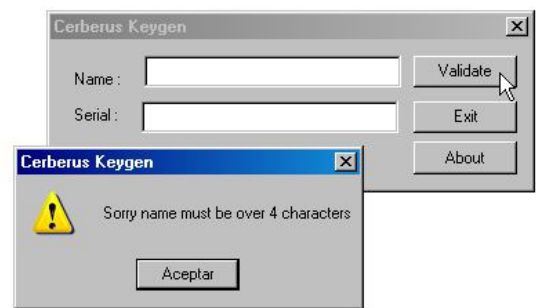 Cerberus Keygen
Name :
Validate
Serial :
Exit
About
Cerberus Keygen
Sorry name must be over 4 characters
Aceptar